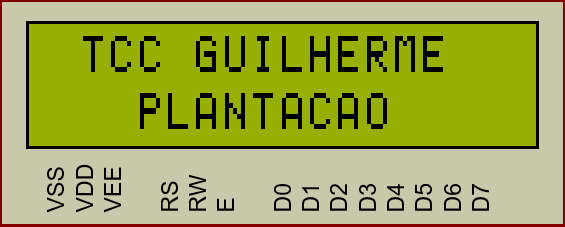 TCC GUILHERME
PLANTACAO
VSS VDD VEE RS RW E D0 D1 D2 D3 D4 D5 D6 D7